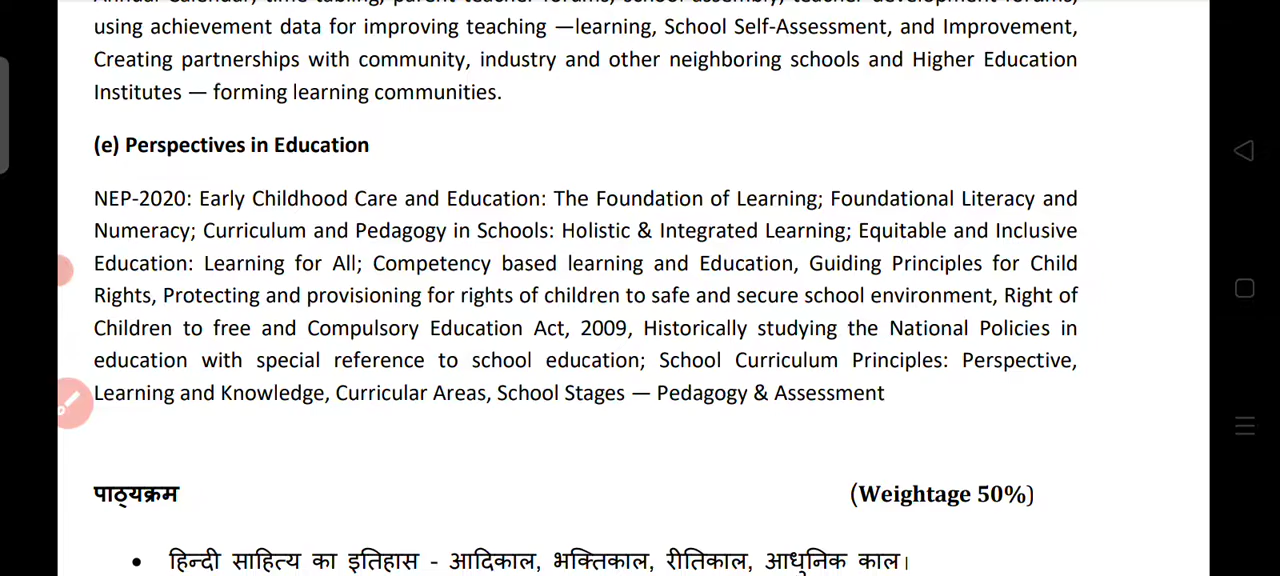 using achievement data for improving teaching —learning, School Self-Assessment, and Improvement,
Creating partnerships with community, industry and other neighboring schools and Higher Education
Institutes — forming learning communities.
(e) Perspectives in Education
NEP-2020: Early Childhood Care and Education: The Foundation of Learning; Foundational Literacy and
Numeracy; Curriculum and Pedagogy in Schools: Holistic & Integrated Learning; Equitable and Inclusive
Education: Learning for All; Competency based learning and Education, Guiding Principles for Child
Rights, Protecting and provisioning for rights of children to safe and secure school environment, Right of
Children to free and Compulsory Education Act, 2009, Historically studying the National Policies in
education with special reference to school education; School Curriculum Principles: Perspective,
Learning and Knowledge, Curricular Areas, School Stages — Pedagogy & Assessment
पाठ्यक्रम (Weightage 50%)
• हिन्दी साहित्य का इतिहास - आदिकाल, भक्तिकाल, रीतिकाल, आधुनिक काल।